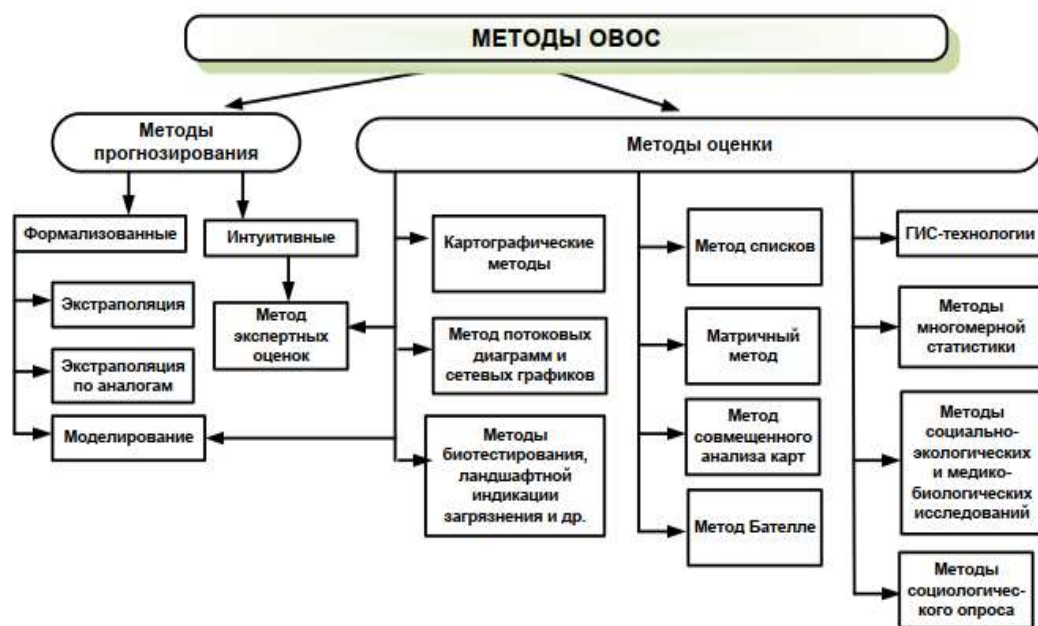 МЕТОДЫ ОВОС
Методы
прогнозирования
Методы оценки
Формализованные
Интуитивные
Экстраполяция
Метод
экспертных
оценок
Экстраполяция
по аналогам
Моделирование
Картографические
методы
Метод потоковых
диаграмм и
сетевых графиков
Методы
биотестирования,
ландшафтной
индикации
загрязнения и др.
Метод списков
Матричный
метод
Метод
совмещенного
анализа карт
Метод Бателле
ГИС-технологии
Методы
многомерной
статистики
Методы
социально-
экологических
и медико-
биологических
исследований
Методы
социологичес-
кого опроса